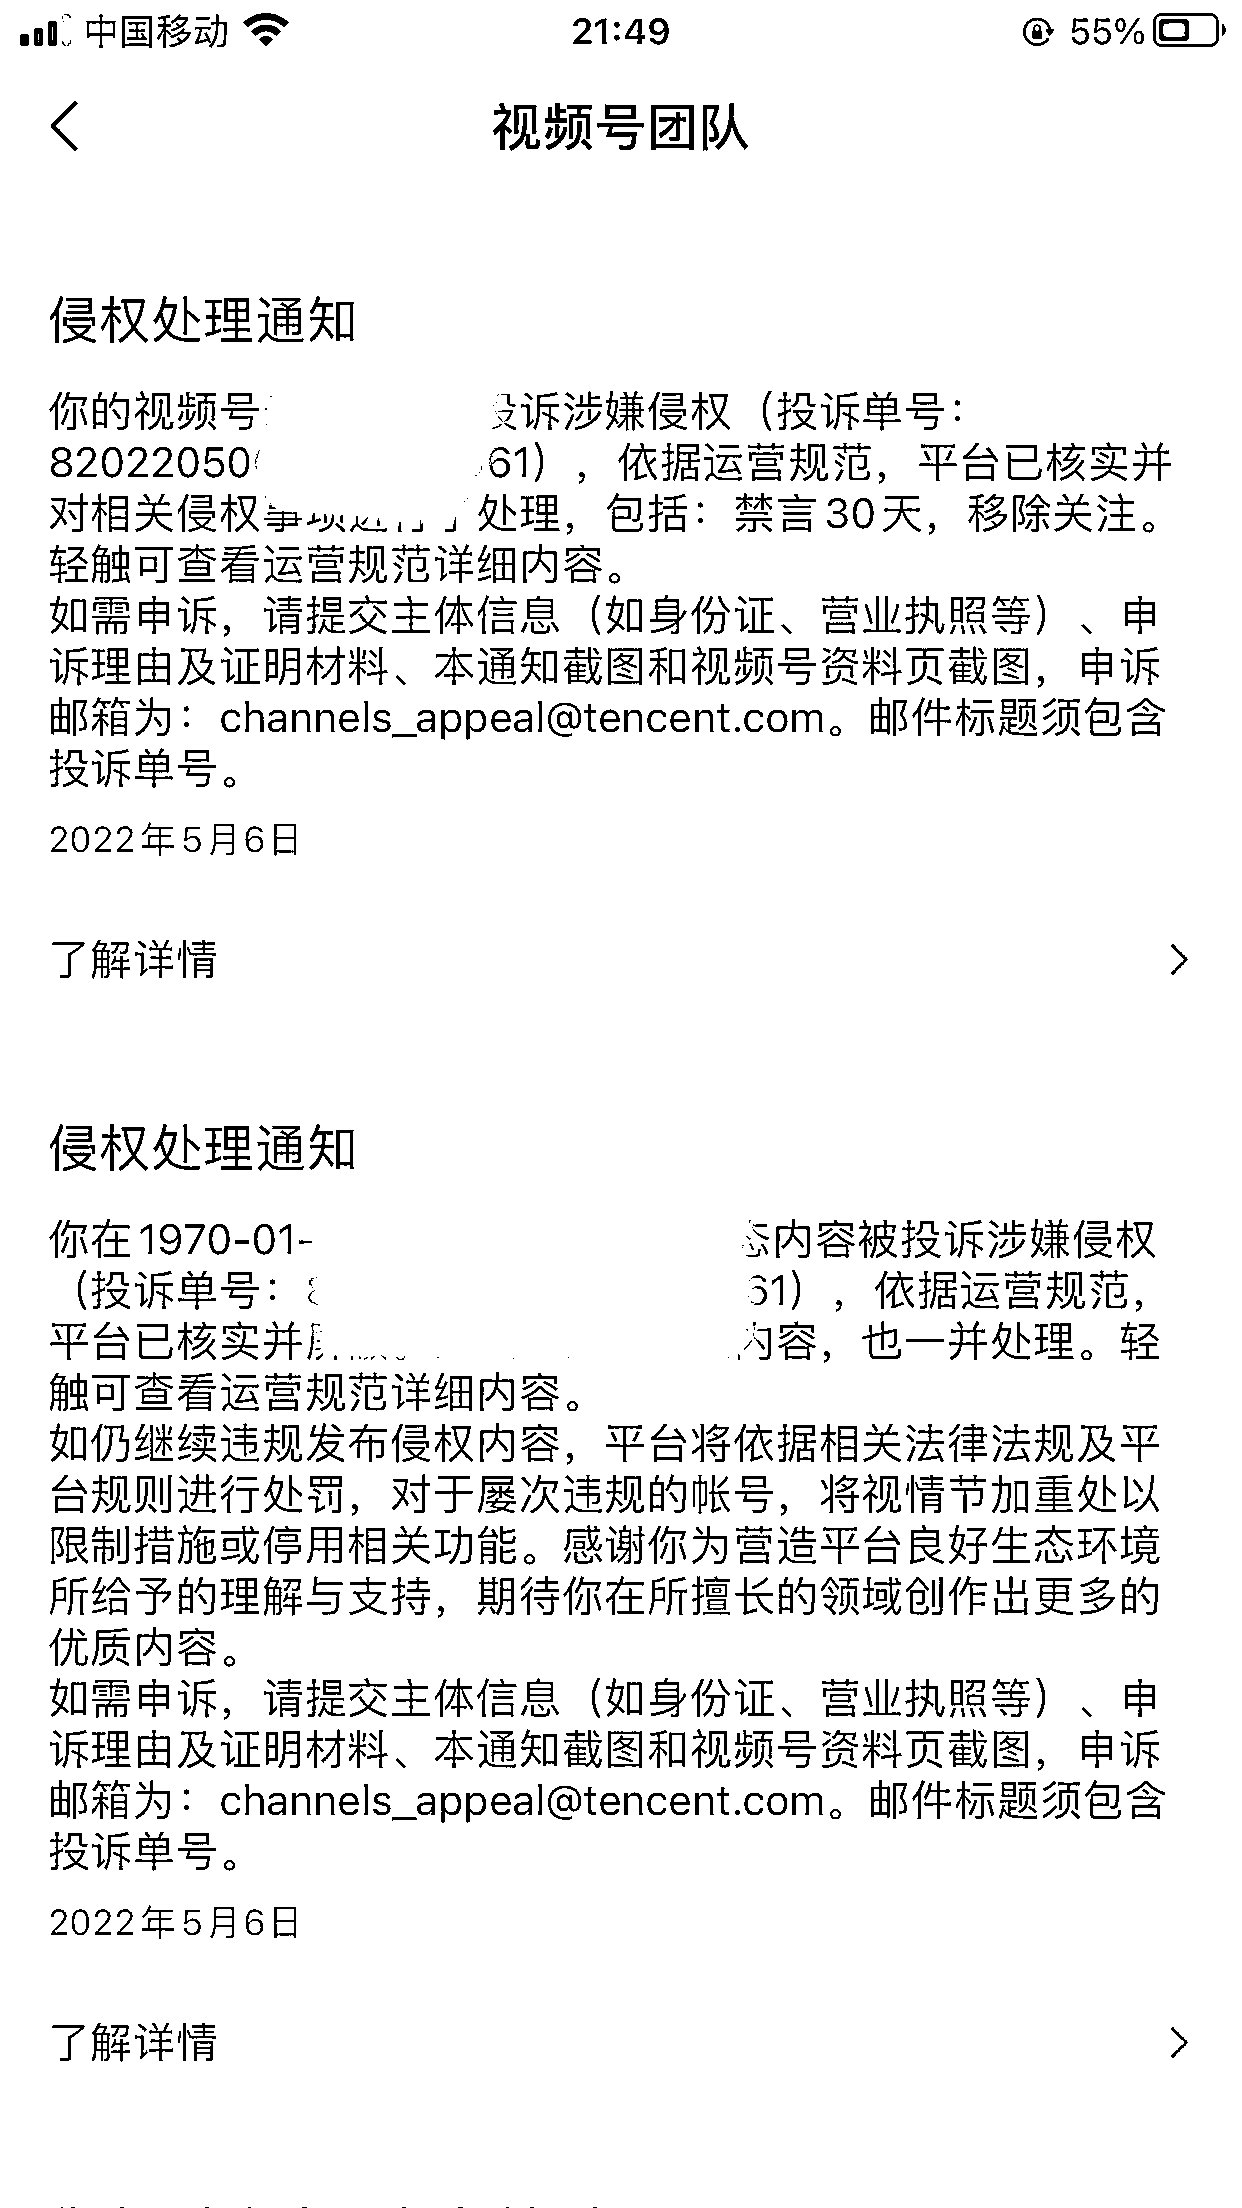 中国移动
21:49
55%
视频号团队
侵权处理通知
你的视频号 诉涉嫌侵权（投诉单号：
82022050 61），依据运营规范，平台已核实并
对相关侵权 处理，包括：禁言30天，移除关注。
轻触可查看运营规范详细内容。
如需申诉，请提交主体信息（如身份证、营业执照等）、申
诉理由及证明材料、本通知截图和视频号资料页截图，申诉
邮箱为：channels_appeal@tencent.com。邮件标题须包含
投诉单号。
2022年5月6日
了解详情
侵权处理通知
你在1970-01- 内容被投诉涉嫌侵权
（投诉单号： 61），依据运营规范，
平台已核实并 内容，也一并处理。轻
触可查看运营规范详细内容。
如仍继续违规发布侵权内容，平台将依据相关法律法规及平
台规则进行处罚，对于屡次违规的帐号，将视情节加重处以
限制措施或停用相关功能。感谢你为营造平台良好生态环境
所给予的理解与支持，期待你在所擅长的领域创作出更多的
优质内容。
如需申诉，请提交主体信息（如身份证、营业执照等）、申
诉理由及证明材料、本通知截图和视频号资料页截图，申诉
邮箱为：channels_appeal@tencent.com。邮件标题须包含
投诉单号。
2022年5月6日
了解详情